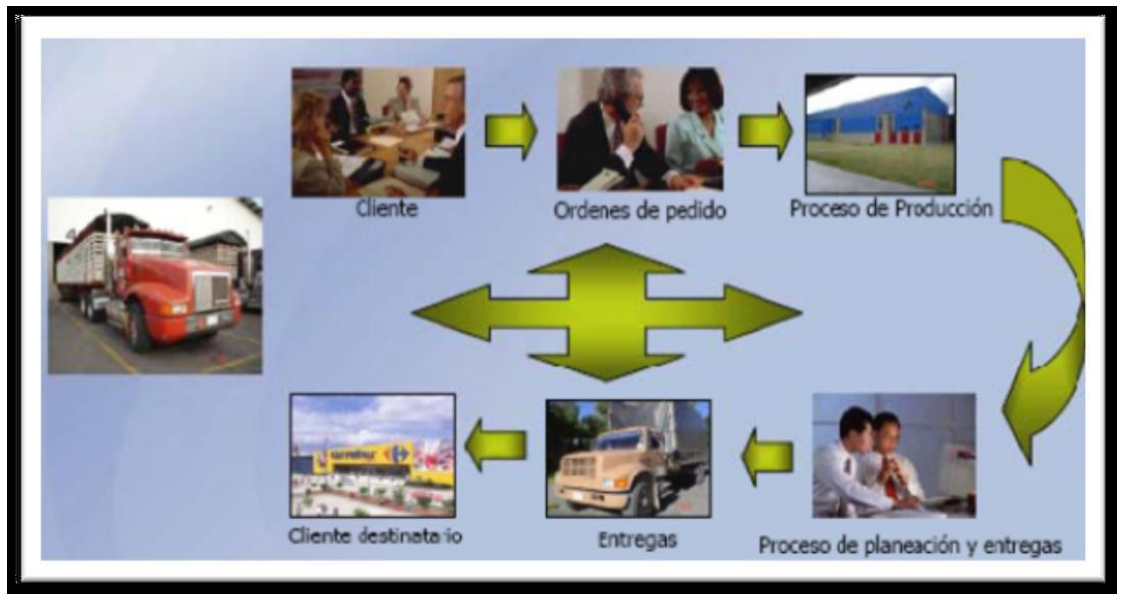 Cliente
Ordenes de pedido
Proceso de Producción
Cliente destinatario
Entregas
Proceso de planeación y entregas